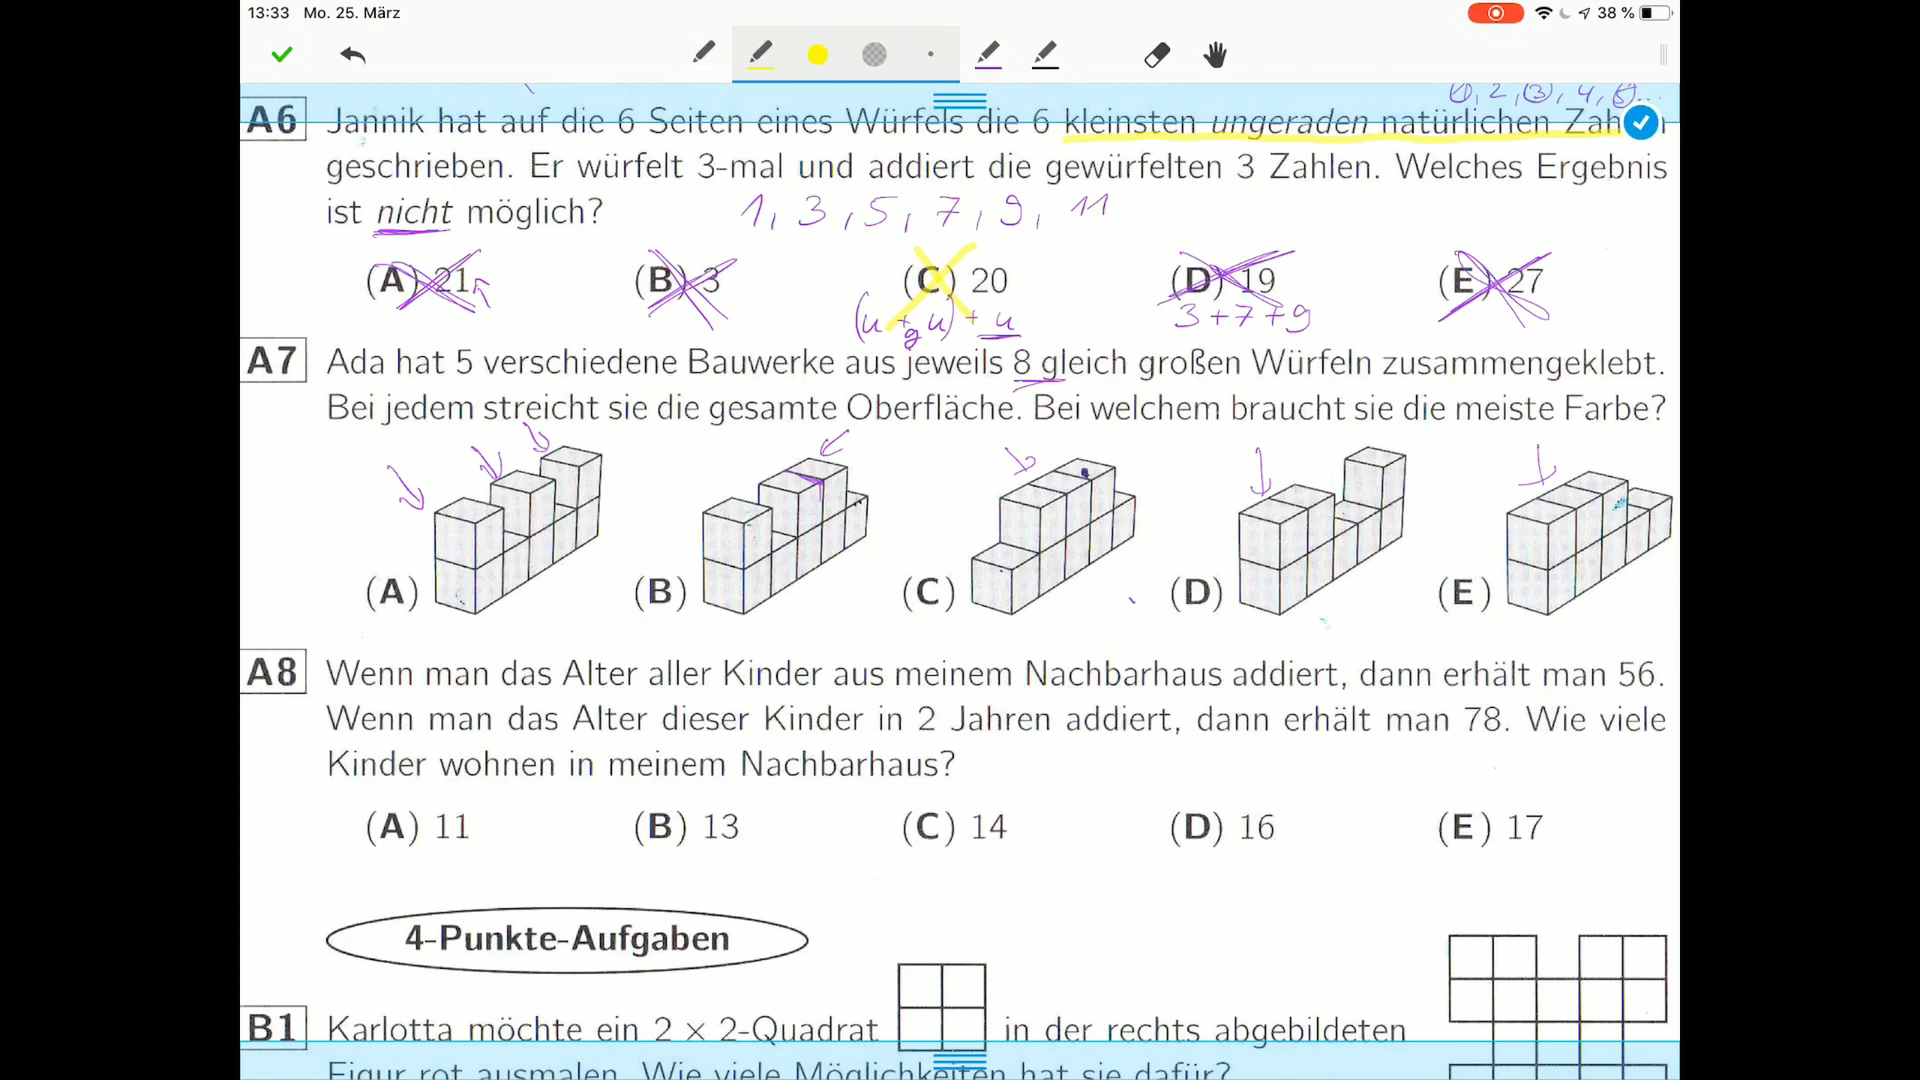 13:33 Mo. 25. März
38 %
1, 2, 3, 4, 5, ...
A6 Jannik hat auf die 6 Seiten eines Würfels die 6 kleinsten ungeraden natürlichen Zah
geschrieben. Er würfelt 3-mal und addiert die gewürfelten 3 Zahlen. Welches Ergebnis
ist nicht möglich? 1, 3, 5, 7, 9, 11
(A) 21 (B) 3 (C) 20 (D) 19 (E) 27
(u + u) + u 3+7+9
g
A7 Ada hat 5 verschiedene Bauwerke aus jeweils 8 gleich großen Würfeln zusammengeklebt.
Bei jedem streicht sie die gesamte Oberfläche. Bei welchem braucht sie die meiste Farbe?
(A) (B) (C) (D) (E)
A8 Wenn man das Alter aller Kinder aus meinem Nachbarhaus addiert, dann erhält man 56.
Wenn man das Alter dieser Kinder in 2 Jahren addiert, dann erhält man 78. Wie viele
Kinder wohnen in meinem Nachbarhaus?
(A) 11 (B) 13 (C) 14 (D) 16 (E) 17
4-Punkte-Aufgaben
B1 Karlotta möchte ein 2 × 2-Quadrat in der rechts abgebildeten
Figur rot ausmalen. Wie viele Möglichkeiten hat sie dafür?